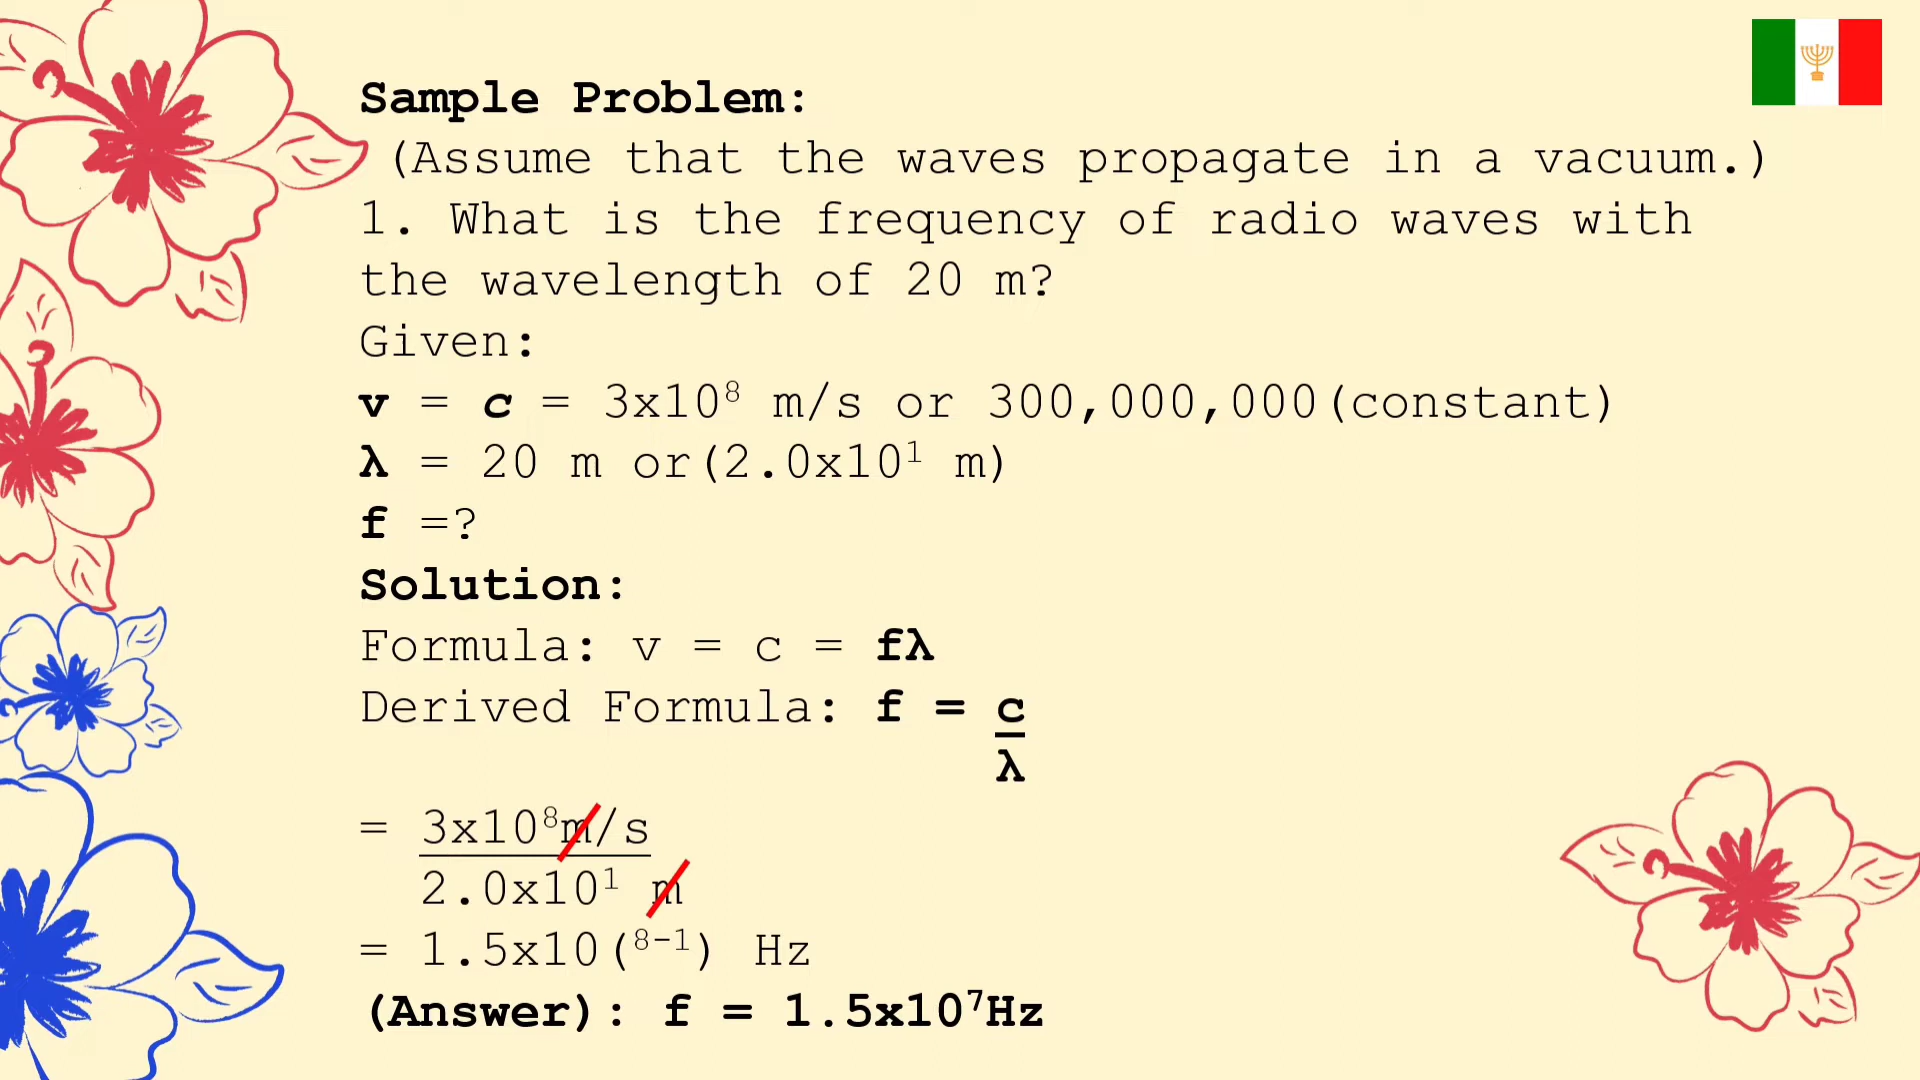 Sample Problem:
(Assume that the waves propagate in a vacuum.)
1. What is the frequency of radio waves with
the wavelength of 20 m?
Given:
v = c = 3x10⁸ m/s or 300,000,000(constant)
λ = 20 m or(2.0x10¹ m)
f =?
Solution:
Formula: v = c = fλ
Derived Formula: f = c
λ
= 3x10⁸m/s
2.0x10¹ m
= 1.5x10(⁸⁻¹) Hz
(Answer): f = 1.5x10⁷Hz